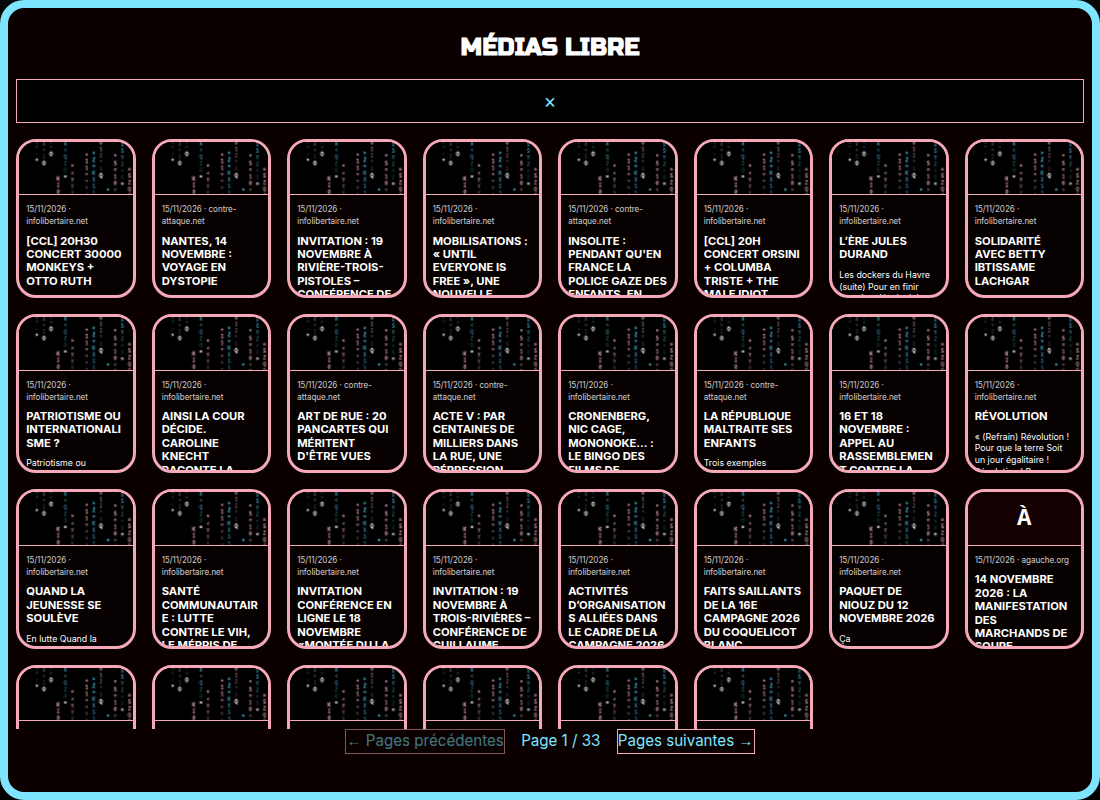 MÉDIAS LIBRE
×
15/11/2026 ·
infolibertaire.net
[CCL] 20H30
CONCERT 30000
MONKEYS +
OTTO RUTH
15/11/2026 · contre-
attaque.net
NANTES, 14
NOVEMBRE :
VOYAGE EN
DYSTOPIE
15/11/2026 ·
infolibertaire.net
INVITATION : 19
NOVEMBRE À
RIVIÈRE-TROIS-
PISTOLES –
CONFÉRENCE DE
15/11/2026 ·
infolibertaire.net
MOBILISATIONS :
« UNTIL
EVERYONE IS
FREE », UNE
NOUVELLE
15/11/2026 · contre-
attaque.net
INSOLITE :
PENDANT QU'EN
FRANCE LA
POLICE GAZE DES
ENFANTS, EN
15/11/2026 ·
infolibertaire.net
[CCL] 20H
CONCERT ORSINI
+ COLUMBA
TRISTE + THE
MALE IDIOT
15/11/2026 ·
infolibertaire.net
L'ÈRE JULES
DURAND
Les dockers du Havre
(suite) Pour en finir
15/11/2026 ·
infolibertaire.net
SOLIDARITÉ
AVEC BETTY
IBTISSAME
LACHGAR
15/11/2026 ·
infolibertaire.net
PATRIOTISME OU
INTERNATIONALI
SME ?
Patriotisme ou
15/11/2026 ·
infolibertaire.net
AINSI LA COUR
DÉCIDE.
CAROLINE
KNECHT
RACONTE LA
15/11/2026 · contre-
attaque.net
ART DE RUE : 20
PANCARTES QUI
MÉRITENT
D'ÊTRE VUES
15/11/2026 · contre-
attaque.net
ACTE V : PAR
CENTAINES DE
MILLIERS DANS
LA RUE, UNE
RÉPRESSION
15/11/2026 ·
infolibertaire.net
CRONENBERG,
NIC CAGE,
MONONOKE… :
LE BINGO DES
FILMS DE
15/11/2026 · contre-
attaque.net
LA RÉPUBLIQUE
MALTRAITE SES
ENFANTS
Trois exemples
15/11/2026 ·
infolibertaire.net
16 ET 18
NOVEMBRE :
APPEL AU
RASSEMBLEMEN
T CONTRE LA
15/11/2026 ·
infolibertaire.net
RÉVOLUTION
« (Refrain) Révolution !
Pour que la terre Soit
un jour égalitaire !
15/11/2026 ·
infolibertaire.net
QUAND LA
JEUNESSE SE
SOULÈVE
En lutte Quand la
15/11/2026 ·
infolibertaire.net
SANTÉ
COMMUNAUTAIR
E : LUTTE
CONTRE LE VIH,
LE MÉPRIS DE
15/11/2026 ·
infolibertaire.net
INVITATION
CONFÉRENCE EN
LIGNE LE 18
NOVEMBRE
«MONTÉE DU LA
15/11/2026 ·
infolibertaire.net
INVITATION : 19
NOVEMBRE À
TROIS-RIVIÈRES –
CONFÉRENCE DE
GUILLAUME
15/11/2026 ·
infolibertaire.net
ACTIVITÉS
D'ORGANISATION
S ALLIÉES DANS
LE CADRE DE LA
CAMPAGNE 2026
15/11/2026 ·
infolibertaire.net
FAITS SAILLANTS
DE LA 16E
CAMPAGNE 2026
DU COQUELICOT
BLANC
15/11/2026 ·
infolibertaire.net
PAQUET DE
NIOUZ DU 12
NOVEMBRE 2026
Ça
À
15/11/2026 · agauche.org
14 NOVEMBRE
2026 : LA
MANIFESTATION
DES
MARCHANDS DE
SOUPE
← Pages précédentes
Page 1 / 33
Pages suivantes →